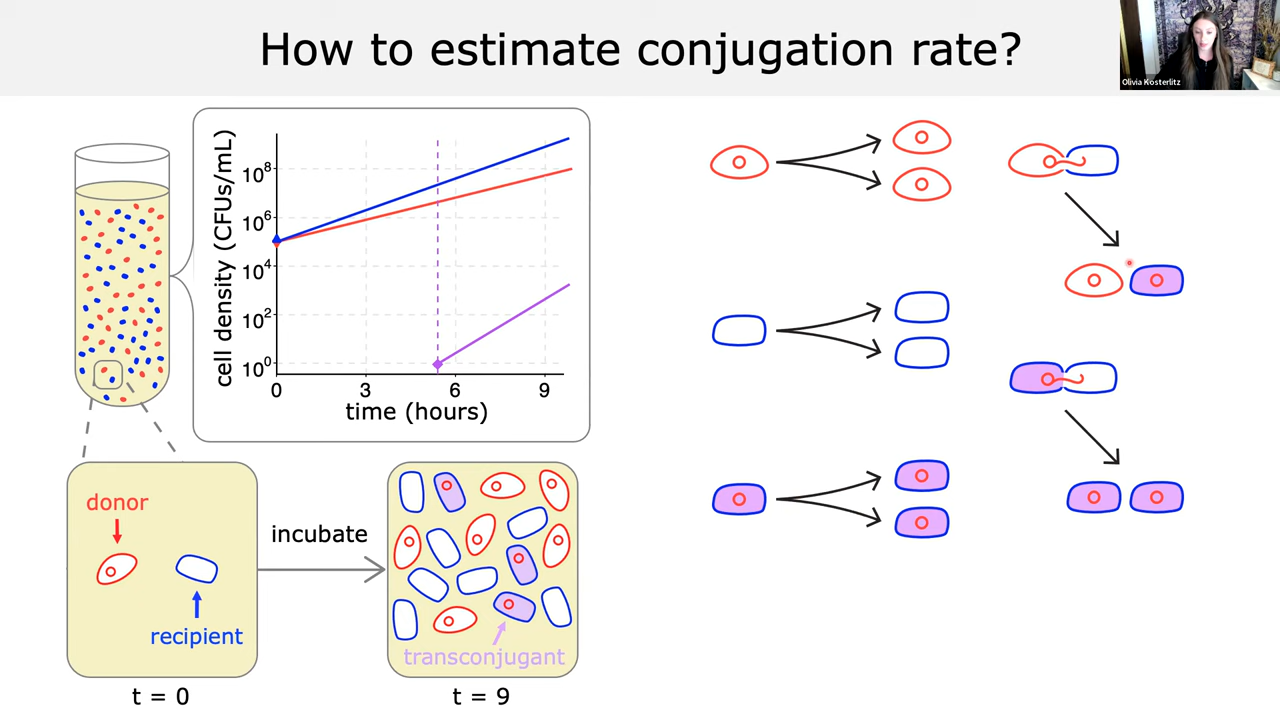 How to estimate conjugation rate?
Olivia Kosterlitz
cell density (CFUs/mL)
10⁸
10⁶
10⁴
10²
10⁰
0 3 6 9
time (hours)
donor
recipient
incubate
transconjugant
t = 0
t = 9